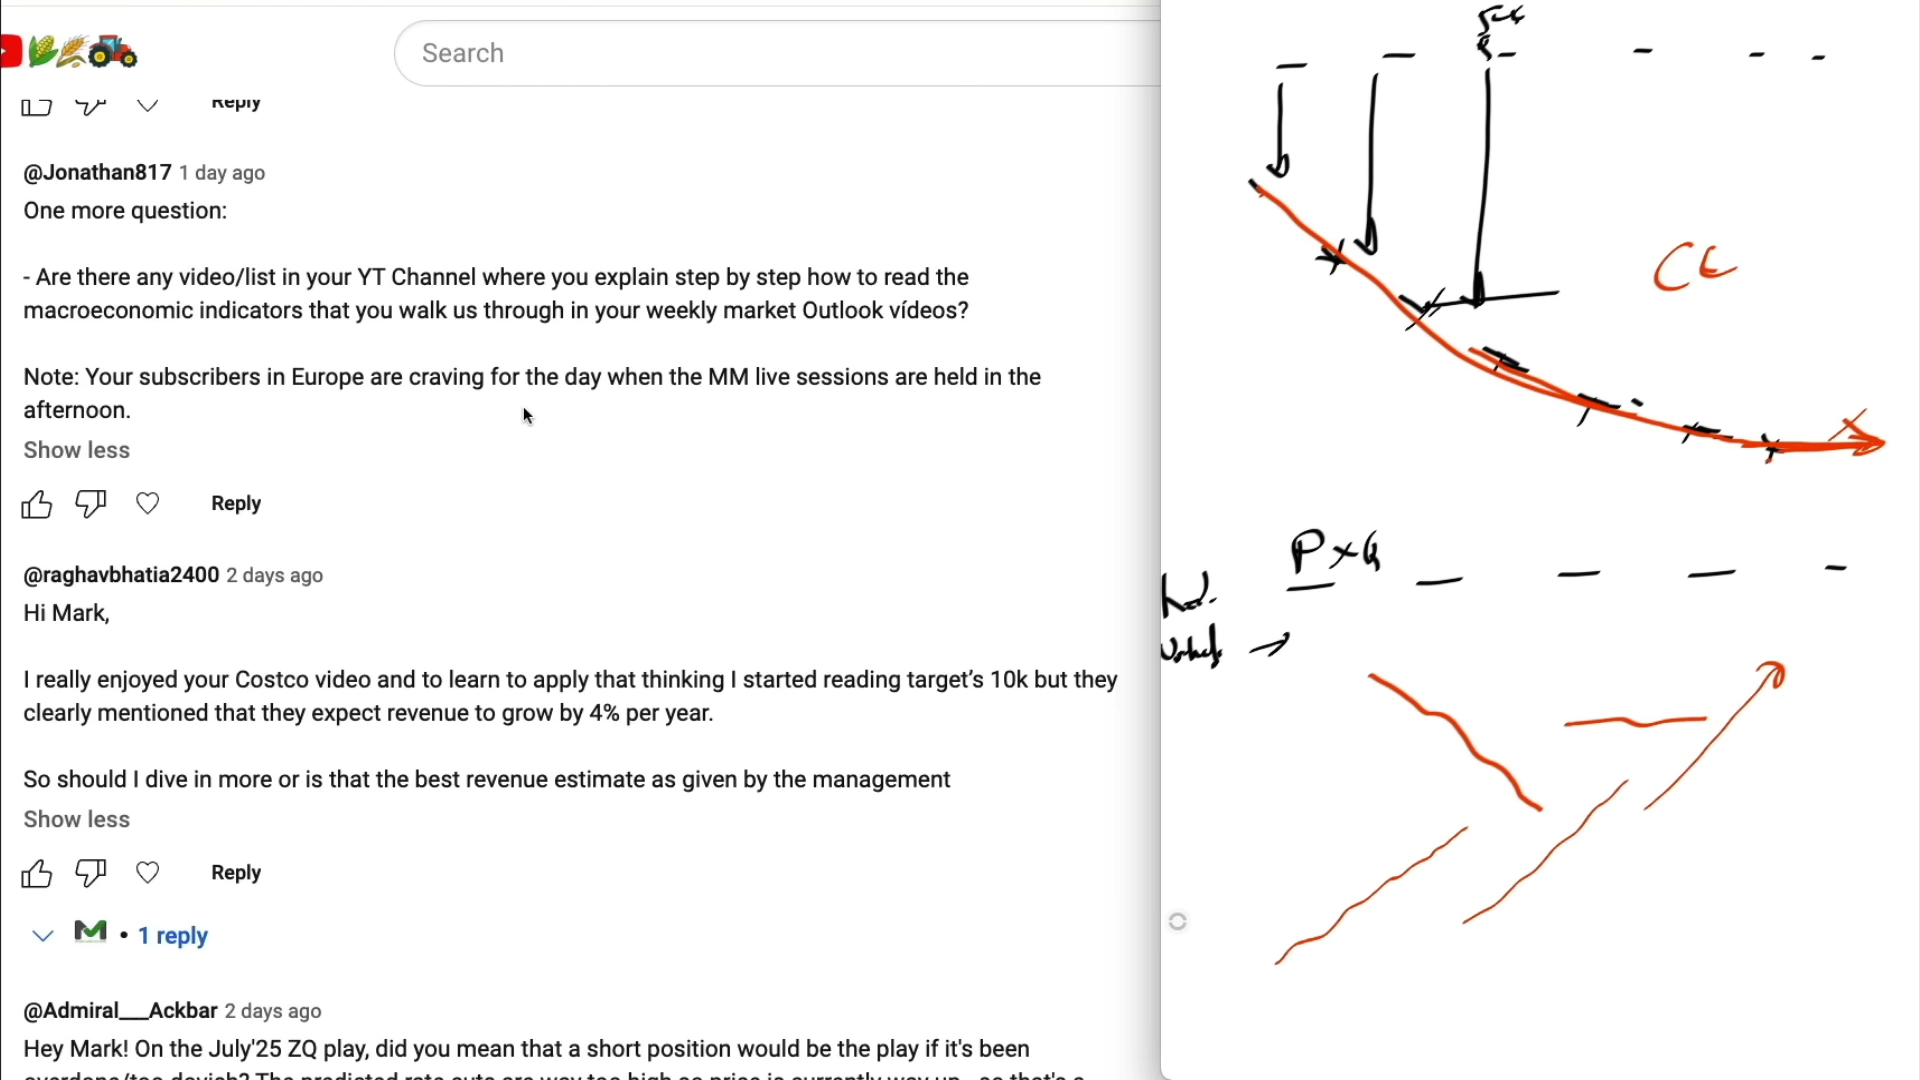 Search
Reply
@Jonathan817 1 day ago
One more question:
- Are there any video/list in your YT Channel where you explain step by step how to read the
macroeconomic indicators that you walk us through in your weekly market Outlook vídeos?
Note: Your subscribers in Europe are craving for the day when the MM live sessions are held in the
afternoon.
Show less
Reply
@raghavbhatia2400 2 days ago
Hi Mark,
I really enjoyed your Costco video and to learn to apply that thinking I started reading target's 10k but they
clearly mentioned that they expect revenue to grow by 4% per year.
So should I dive in more or is that the best revenue estimate as given by the management
Show less
Reply
• 1 reply
@Admiral___Ackbar 2 days ago
Hey Mark! On the July'25 ZQ play, did you mean that a short position would be the play if it's been
P x Q